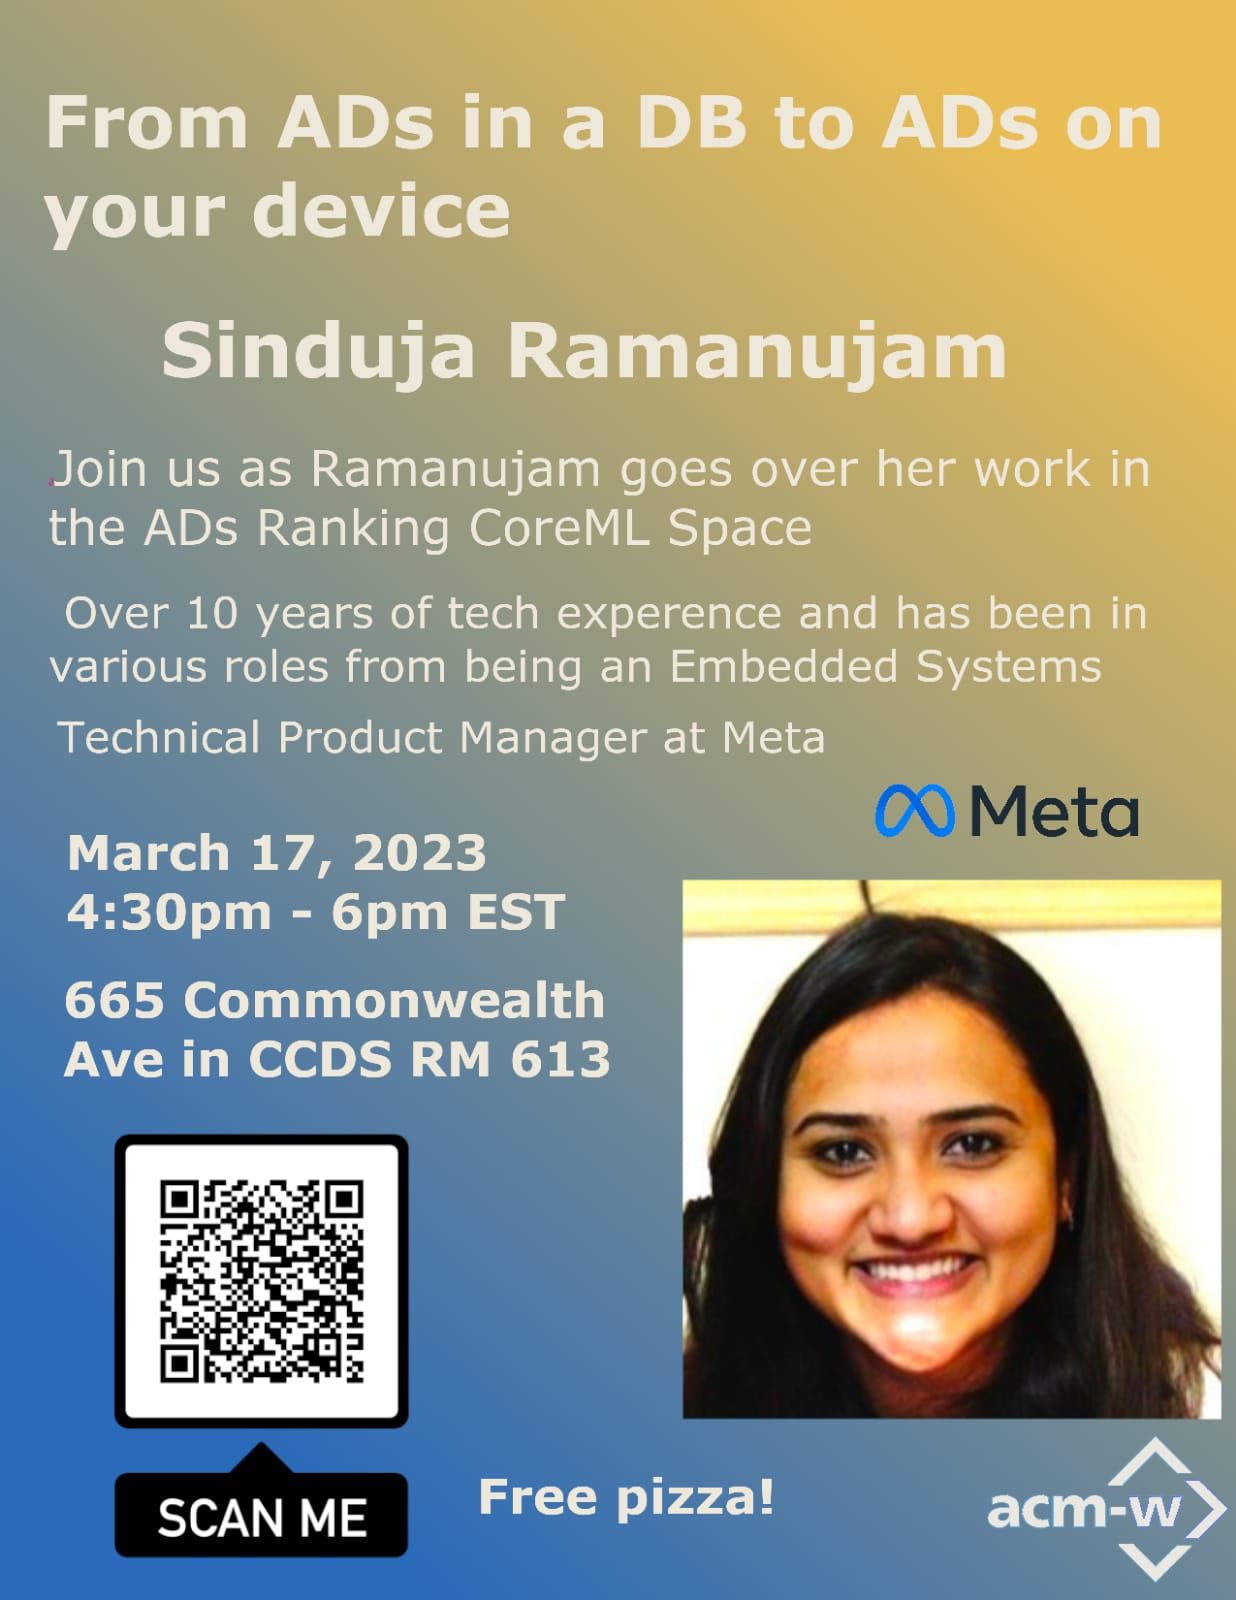 From ADs in a DB to ADs on
your device
Sinduja Ramanujam
Join us as Ramanujam goes over her work in
the ADs Ranking CoreML Space
Over 10 years of tech experence and has been in
various roles from being an Embedded Systems
Technical Product Manager at Meta
Meta
March 17, 2023
4:30pm - 6pm EST
665 Commonwealth
Ave in CCDS RM 613
SCAN ME
Free pizza!
acm-w